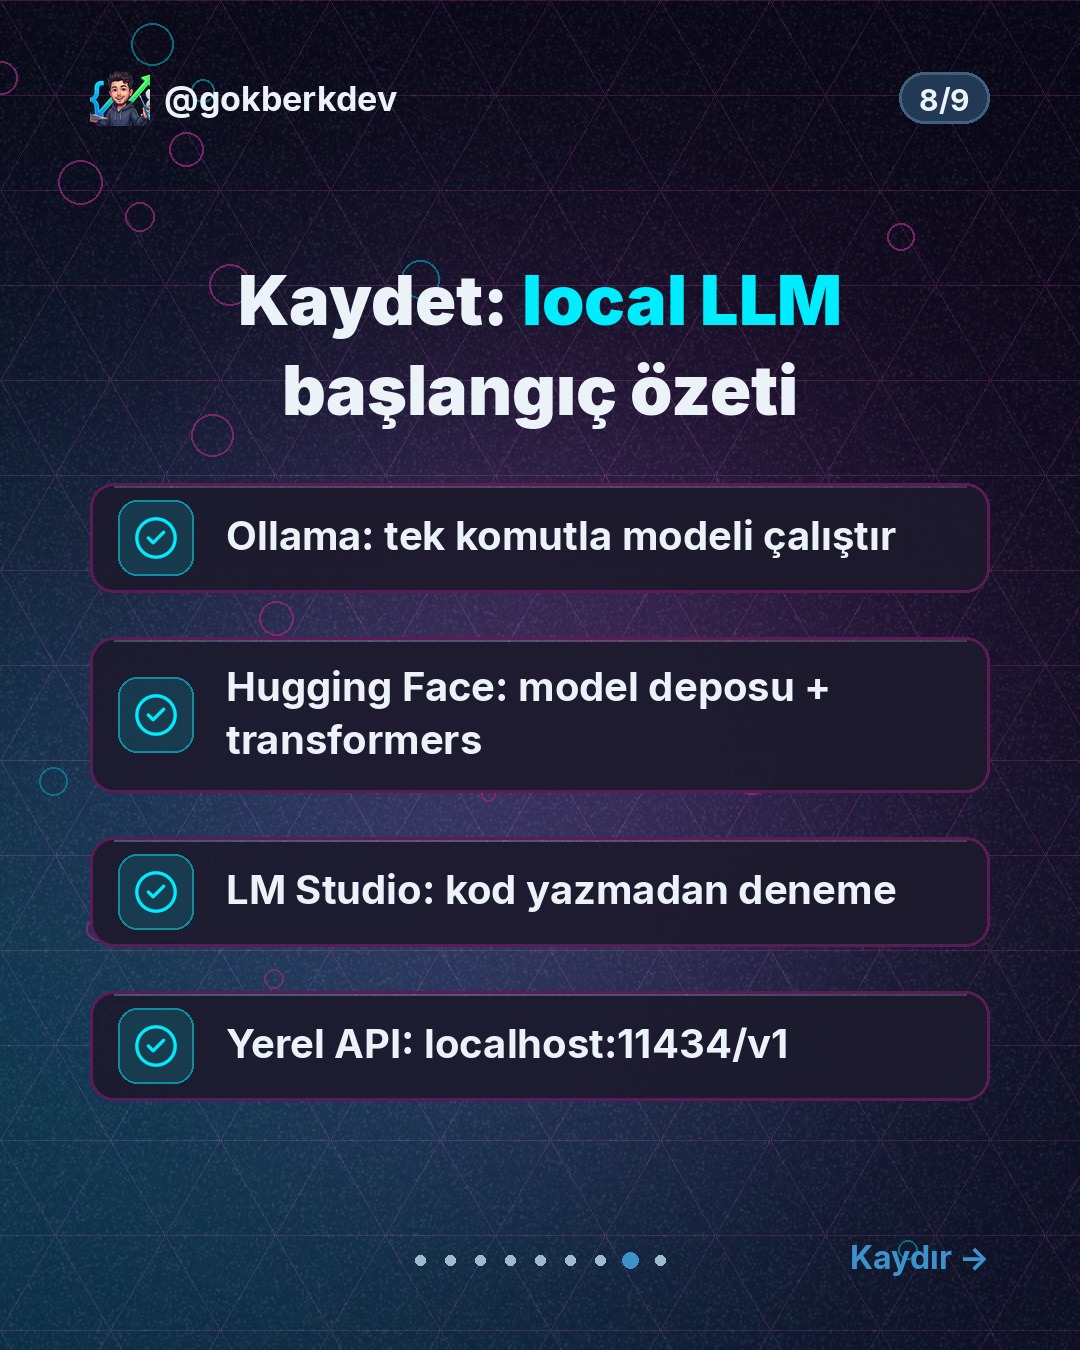 @gokberkdev
8/9
Kaydet: local LLM
başlangıç özeti
Ollama: tek komutla modeli çalıştır
Hugging Face: model deposu +
transformers
LM Studio: kod yazmadan deneme
Yerel API: localhost:11434/v1
Kaydır →